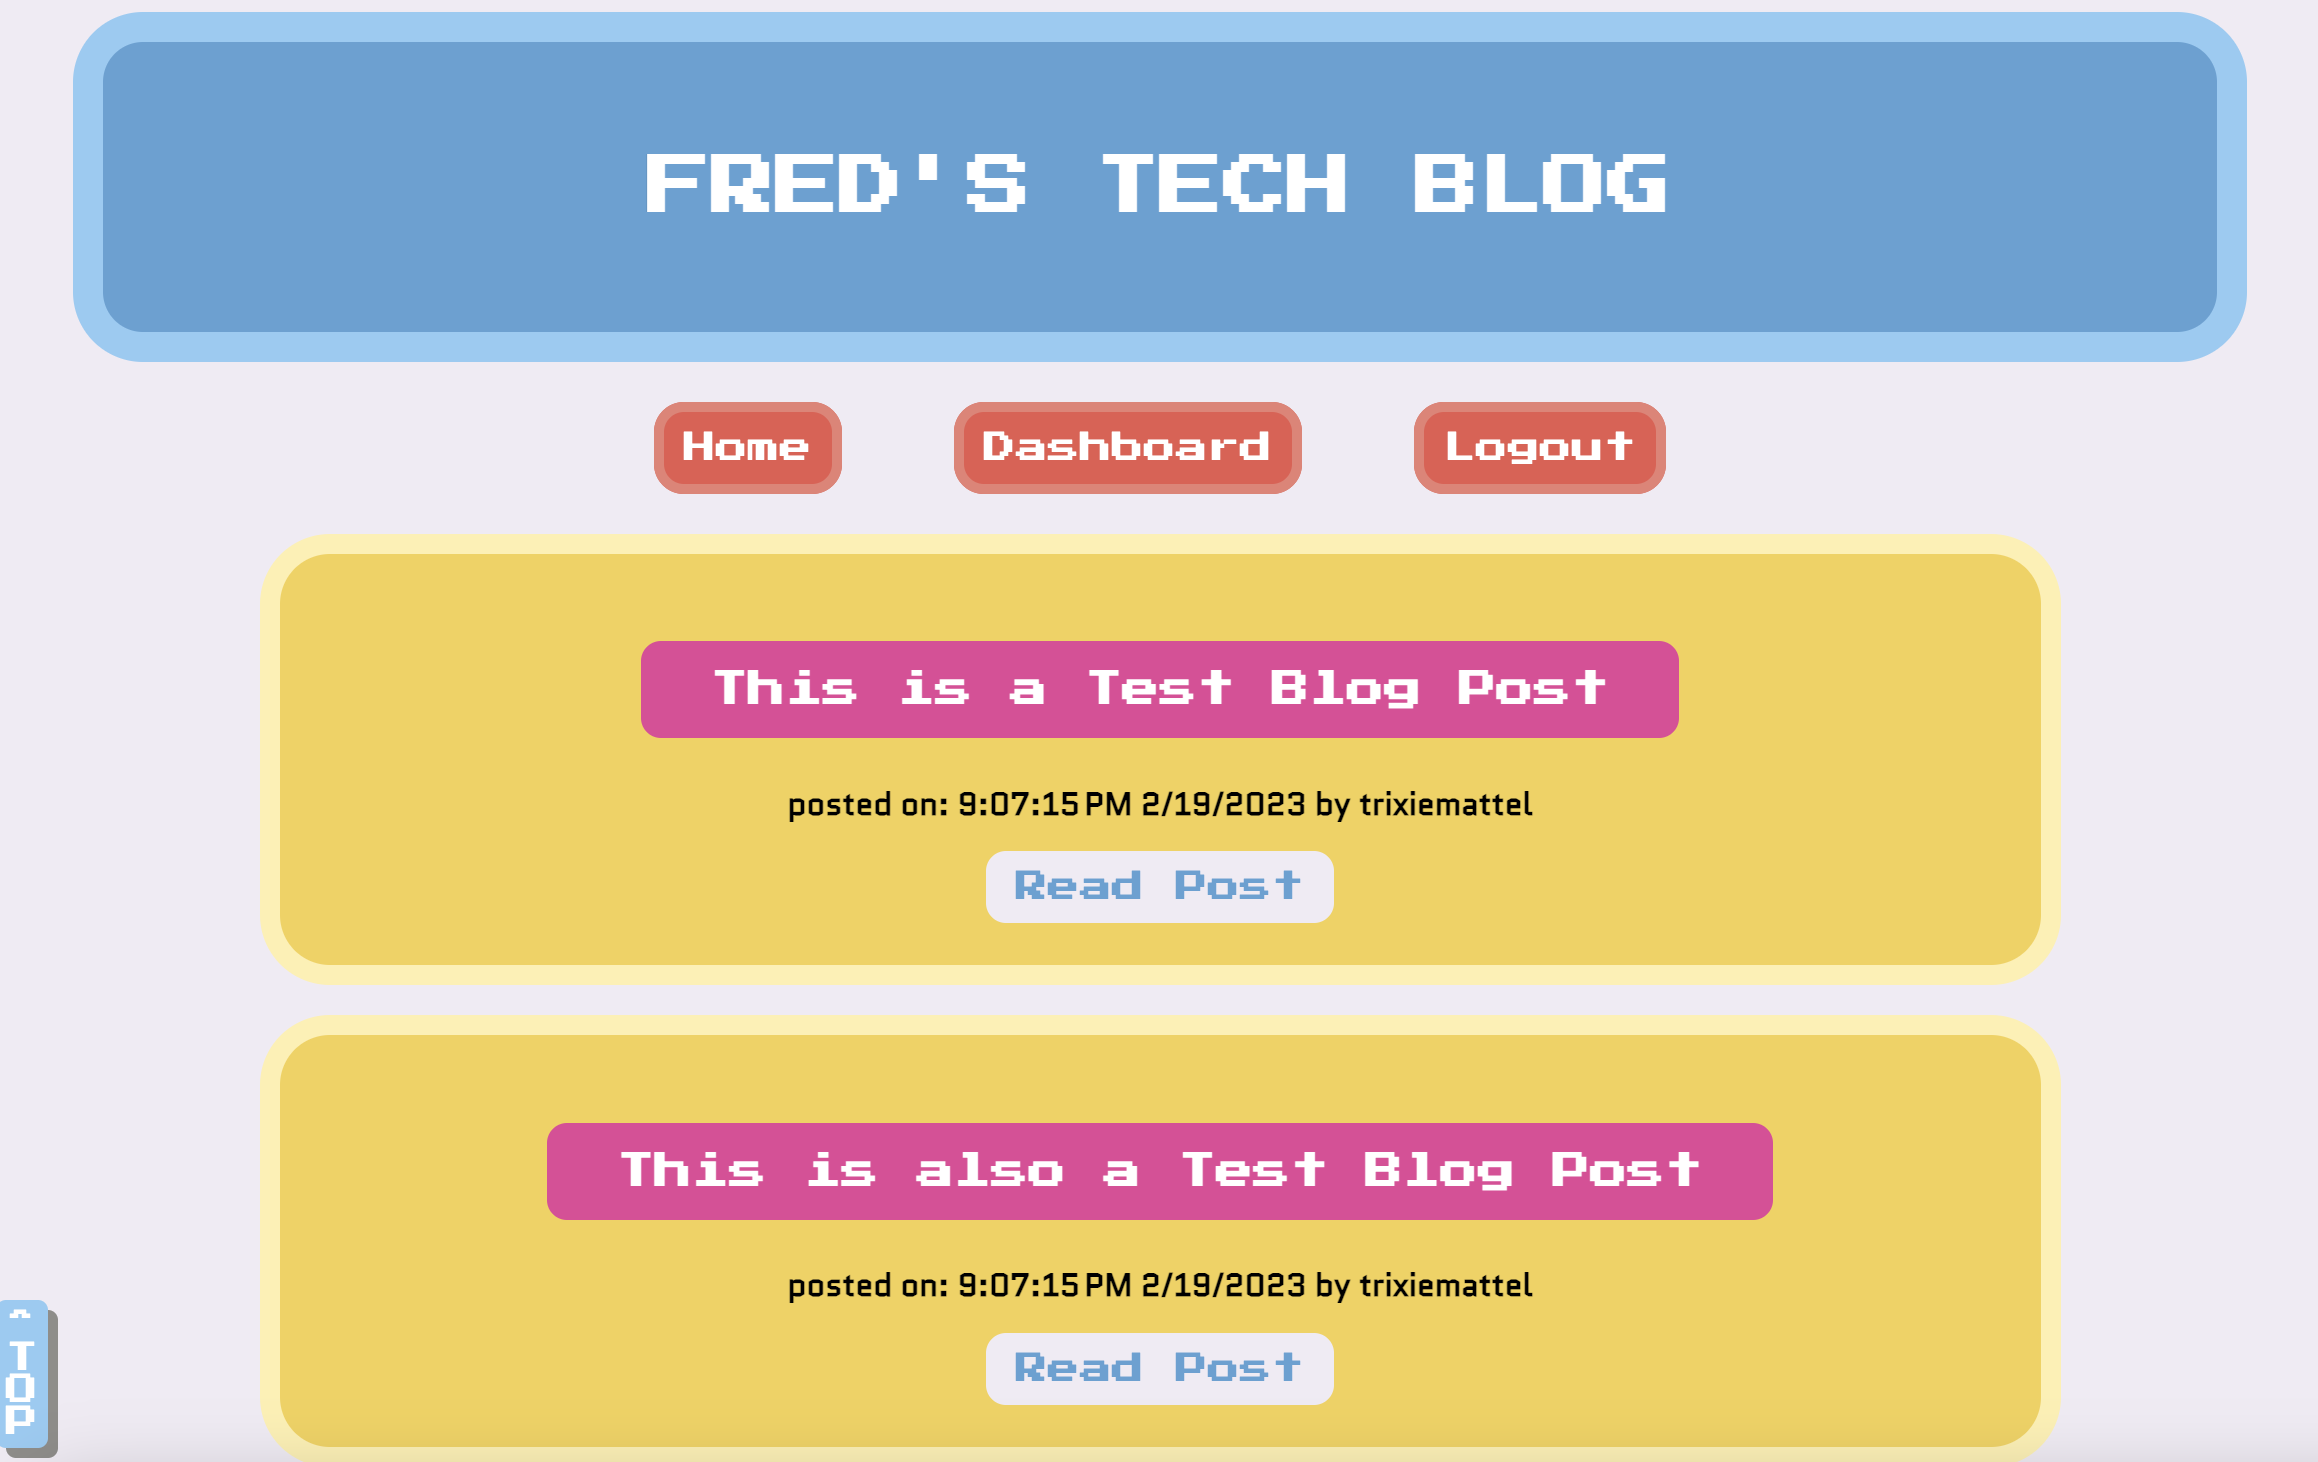 FRED'S TECH BLOG
Home Dashboard Logout
This is a Test Blog Post
posted on: 9:07:15 PM 2/19/2023 by trixiemattel
Read Post
This is also a Test Blog Post
posted on: 9:07:15 PM 2/19/2023 by trixiemattel
Read Post
^ TOP